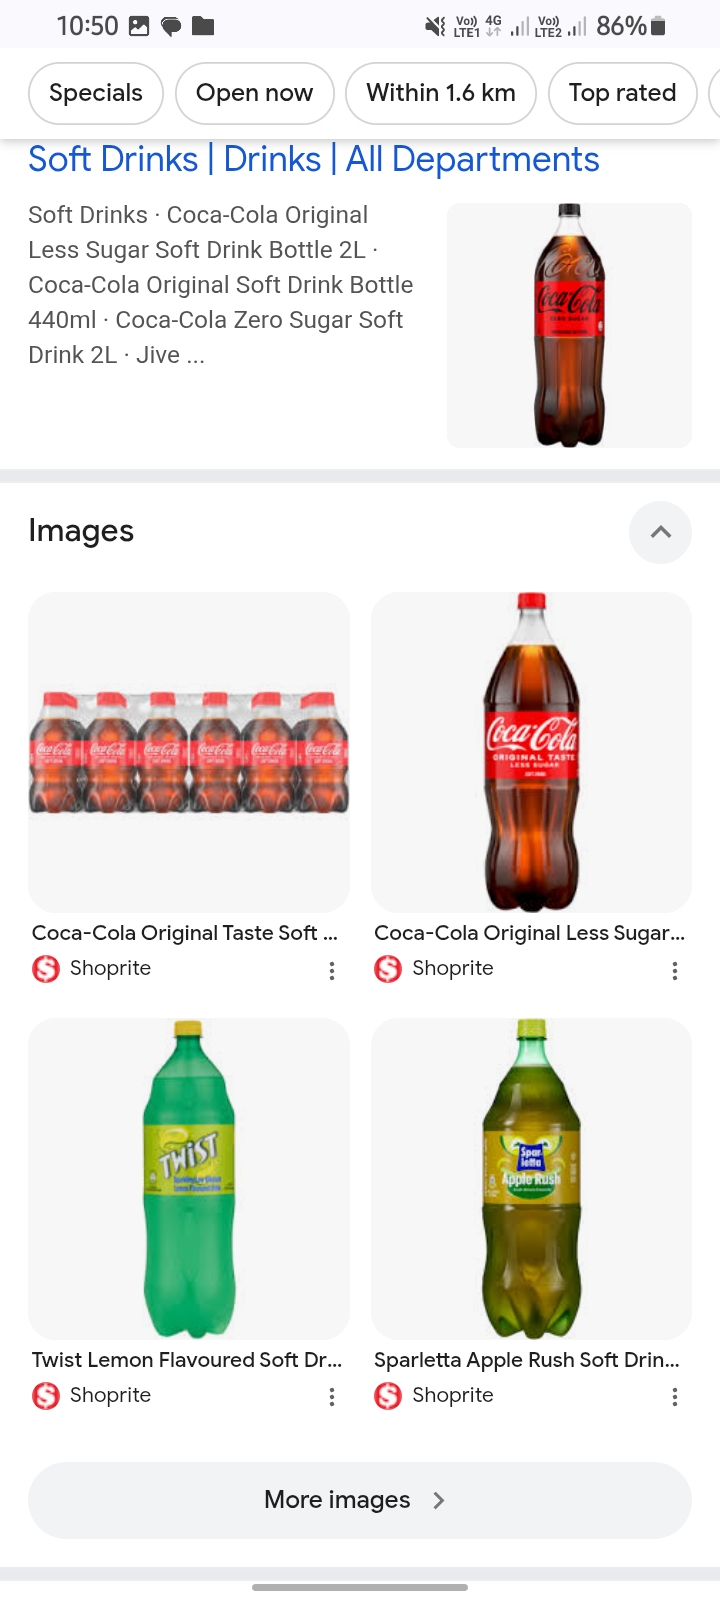 10:50
Vo)) LTE1 4G Vo)) LTE2 86%
Specials Open now Within 1.6 km Top rated
Soft Drinks | Drinks | All Departments
Soft Drinks · Coca-Cola Original
Less Sugar Soft Drink Bottle 2L ·
Coca-Cola Original Soft Drink Bottle
440ml · Coca-Cola Zero Sugar Soft
Drink 2L · Jive ...
Coca-Cola
ZERO SUGAR
Images
Coca-Cola Coca-Cola Coca-Cola Coca-Cola Coca-Cola Coca-Cola
Coca-Cola
ORIGINAL TASTE
LESS SUGAR
Coca-Cola Original Taste Soft ...
Shoprite
Coca-Cola Original Less Sugar...
Shoprite
TWIST
Spar-
letta
Apple Rush
Twist Lemon Flavoured Soft Dr...
Shoprite
Sparletta Apple Rush Soft Drin...
Shoprite
More images